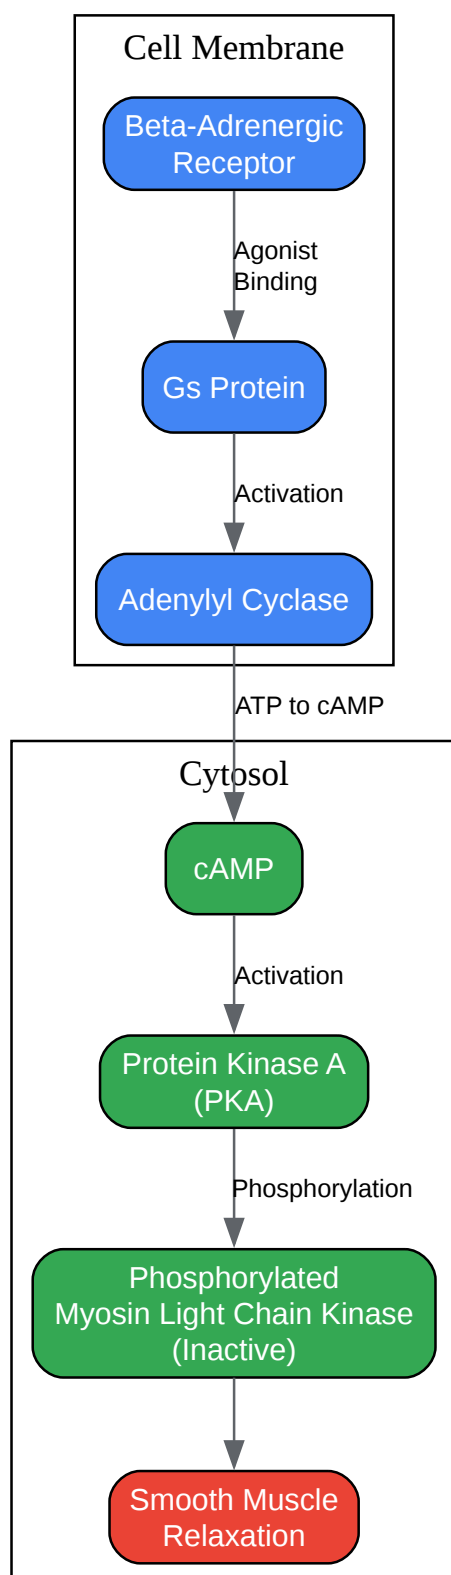 Cell Membrane
Beta-Adrenergic
Receptor
Agonist
Binding
Gs Protein
Activation
Adenylyl Cyclase
ATP to cAMP
Cytosol
cAMP
Activation
Protein Kinase A
(PKA)
Phosphorylation
Phosphorylated
Myosin Light Chain Kinase
(Inactive)
Smooth Muscle
Relaxation